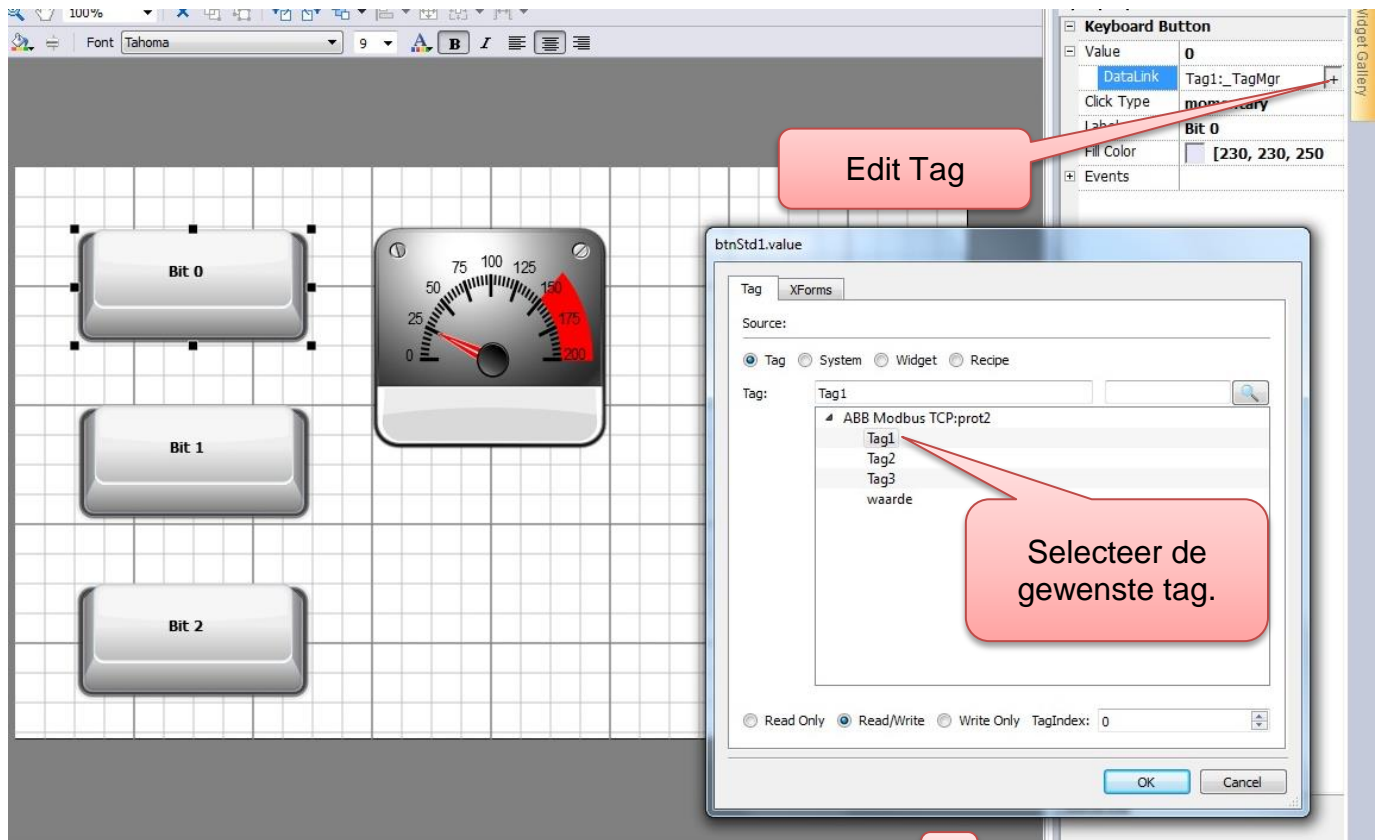 100%
Font Tahoma 9 A B I
Keyboard Button
Value 0
DataLink Tag1:_TagMgr +
Click Type momentary
Bit 0
Fill Color [230, 230, 250
Events
Widget Gallery
Edit Tag
Bit 0
75 100 125
50 150
25 175
0 200
Bit 1
Bit 2
btnStd1.value
Tag XForms
Source:
Tag System Widget Recipe
Tag: Tag1
ABB Modbus TCP:prot2
Tag1
Tag2
Tag3
waarde
Selecteer de
gewenste tag.
Read Only Read/Write Write Only TagIndex: 0
OK Cancel